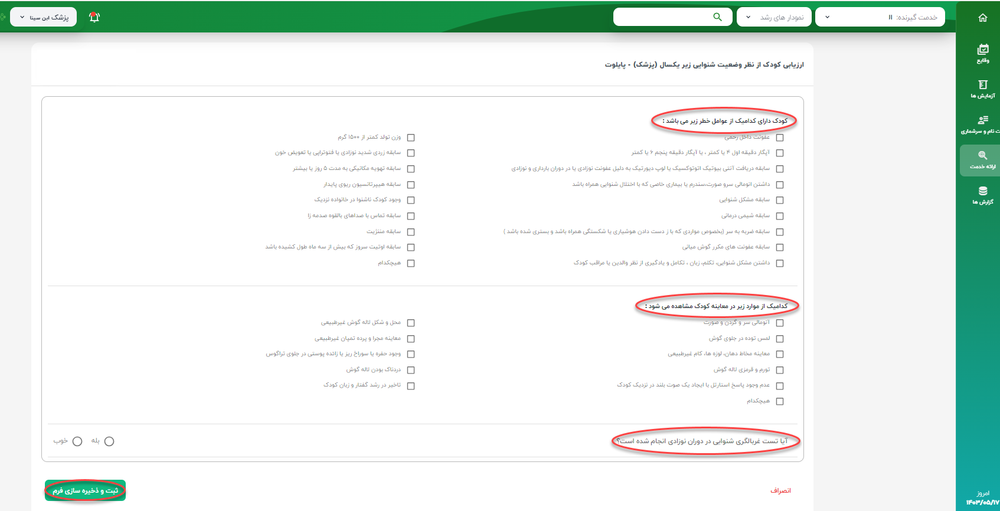 خدمت گیرنده: ال
نمودار های رشد
پزشک ابن سینا
وقایع
آزمایش ها
ت نام و سرشماری
ارائه خدمت
گزارش ها
امروز
۱۴۰۳/۰۵/۱۷
ارزیابی کودک از نظر وضعیت شنوایی زیر یکسال (پزشک) - پایلوت
کودک دارای کدامیک از عوامل خطر زیر می باشد :
عفونت داخل رحمی
وزن تولد کمتر از ۱۵۰۰ گرم
آپگار دقیقه اول ۴ یا کمتر ، یا آپگار دقیقه پنجم ۶ یا کمتر
سابقه زردی شدید نوزادی یا فتوتراپی یا تعویض خون
سابقه دریافت آنتی بیوتیک اتوتوکسیک یا لوپ دیورتیک به دلیل عفونت نوزادی یا در دوران بارداری و نوزادی
سابقه تهویه مکانیکی به مدت ۵ روز یا بیشتر
داشتن انومالی سرو صورت،سندرم یا بیماری خاصی که با اختلال شنوایی همراه باشد
سابقه هیپرتانسیون ریوی پایدار
سابقه مشکل شنوایی
وجود کودک ناشنوا در خانواده نزدیک
سابقه شیمی درمانی
سابقه تماس با صداهای بالقوه صدمه زا
سابقه ضربه به سر (بخصوص مواردی که با ز دست دادن هوشیاری یا شکستگی همراه باشد و بستری شده باشد )
سابقه مننژیت
سابقه عفونت های مکرر گوش میانی
سابقه اوتیت سروز که بیش از سه ماه طول کشیده باشد
داشتن مشکل شنوایی، تکلم، زبان ، تکامل و یادگیری از نظر والدین یا مراقب کودک
هیچکدام
کدامیک از موارد زیر در معاینه کودک مشاهده می شود :
آنومالی سر و گردن و صورت
محل و شکل لاله گوش غیرطبیعی
لمس توده در جلوی گوش
معاینه مجرا و پرده تمپان غیرطبیعی
معاینه مخاط دهان، لوزه ها، کام غیرطبیعی
وجود حفره یا سوراخ ریز یا زائده پوستی در جلوی تراگوس
تورم و قرمزی لاله گوش
دردناک بودن لاله گوش
عدم وجود پاسخ استارتل با ایجاد یک صوت بلند در نزدیک کودک
تاخیر در رشد گفتار و زبان کودک
هیچکدام
آیا تست غربالگری شنوایی در دوران نوزادی انجام شده است؟
بله
خوب
انصراف
ثبت و ذخیره سازی فرم